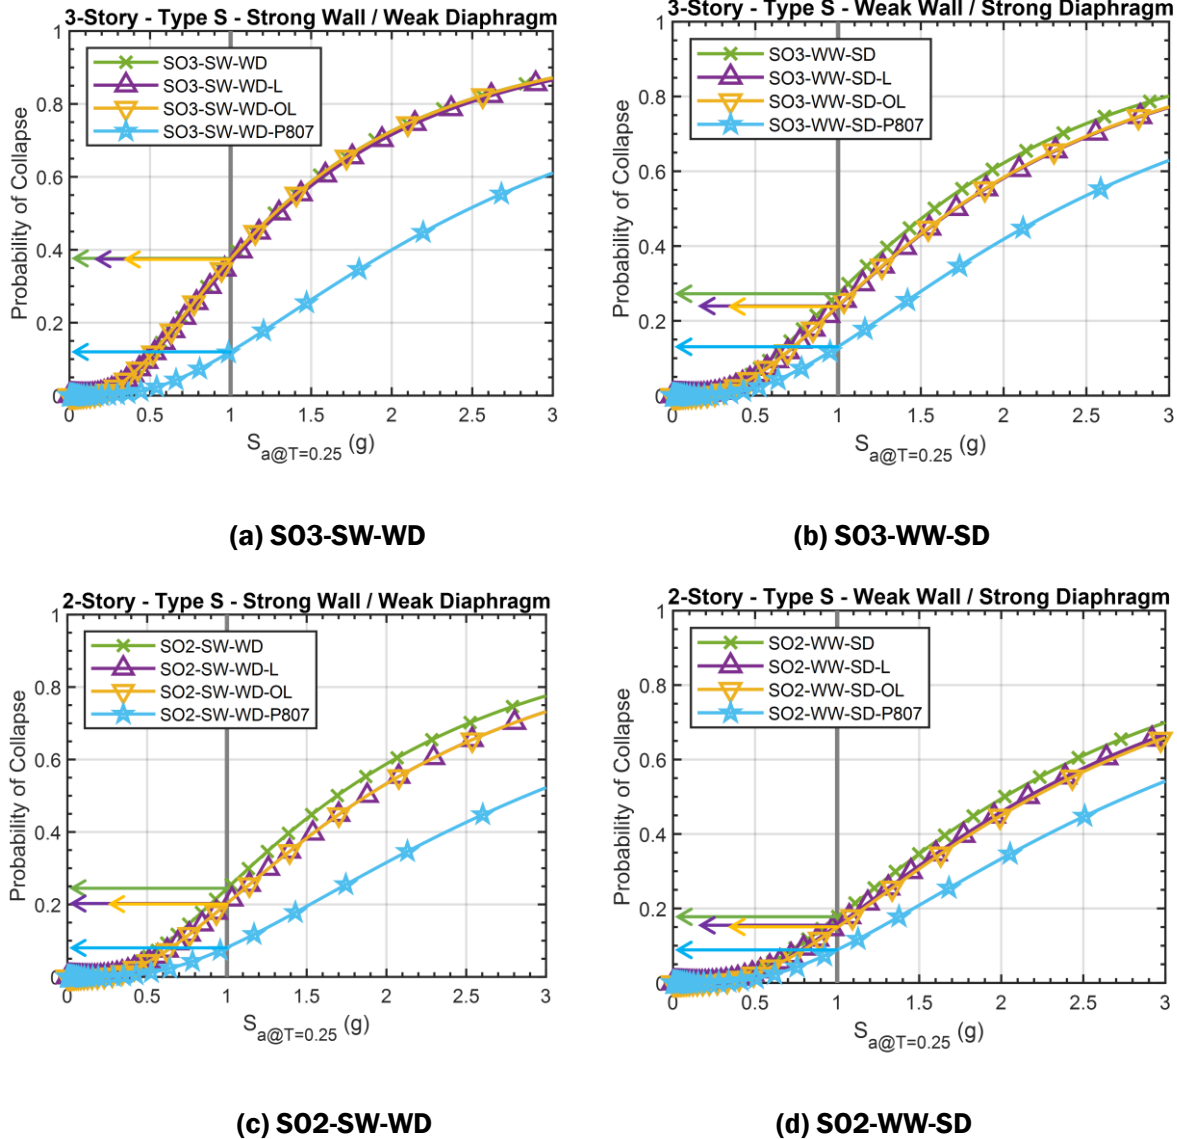 3-Story - Type S - Strong Wall / Weak Diaphragm
SO3-SW-WD
SO3-SW-WD-L
SO3-SW-WD-OL
SO3-SW-WD-P807
Probability of Collapse
1
0.8
0.6
0.4
0.2
0
0 0.5 1 1.5 2 2.5 3
Sa@T=0.25 (g)
(a) SO3-SW-WD
3-Story - Type S - Weak Wall / Strong Diaphragm
SO3-WW-SD
SO3-WW-SD-L
SO3-WW-SD-OL
SO3-WW-SD-P807
Probability of Collapse
1
0.8
0.6
0.4
0.2
0
0 0.5 1 1.5 2 2.5 3
Sa@T=0.25 (g)
(b) SO3-WW-SD
2-Story - Type S - Strong Wall / Weak Diaphragm
SO2-SW-WD
SO2-SW-WD-L
SO2-SW-WD-OL
SO2-SW-WD-P807
Probability of Collapse
1
0.8
0.6
0.4
0.2
0
0 0.5 1 1.5 2 2.5 3
Sa@T=0.25 (g)
(c) SO2-SW-WD
2-Story - Type S - Weak Wall / Strong Diaphragm
SO2-WW-SD
SO2-WW-SD-L
SO2-WW-SD-OL
SO2-WW-SD-P807
Probability of Collapse
1
0.8
0.6
0.4
0.2
0
0 0.5 1 1.5 2 2.5 3
Sa@T=0.25 (g)
(d) SO2-WW-SD